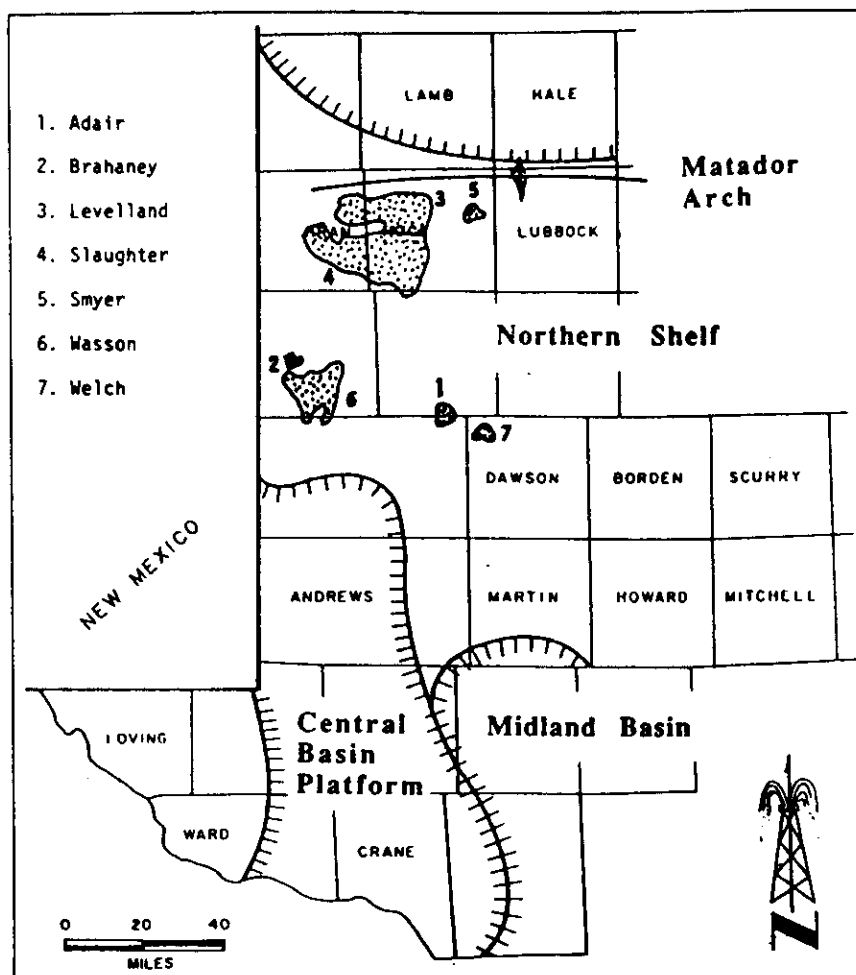 1. Adair
2. Brahaney
3. Levelland
4. Slaughter
5. Smyer
6. Wasson
7. Welch
LAMB
HALE
Matador
Arch
3
5
LUBBOCK
4
Northern Shelf
2
6
1
7
DAWSON
BORDEN
SCURRY
NEW MEXICO
ANDREWS
MARTIN
HOWARD
MITCHELL
LOVING
Central
Basin
Platform
Midland Basin
WARD
CRANE
0 20 40
MILES
N